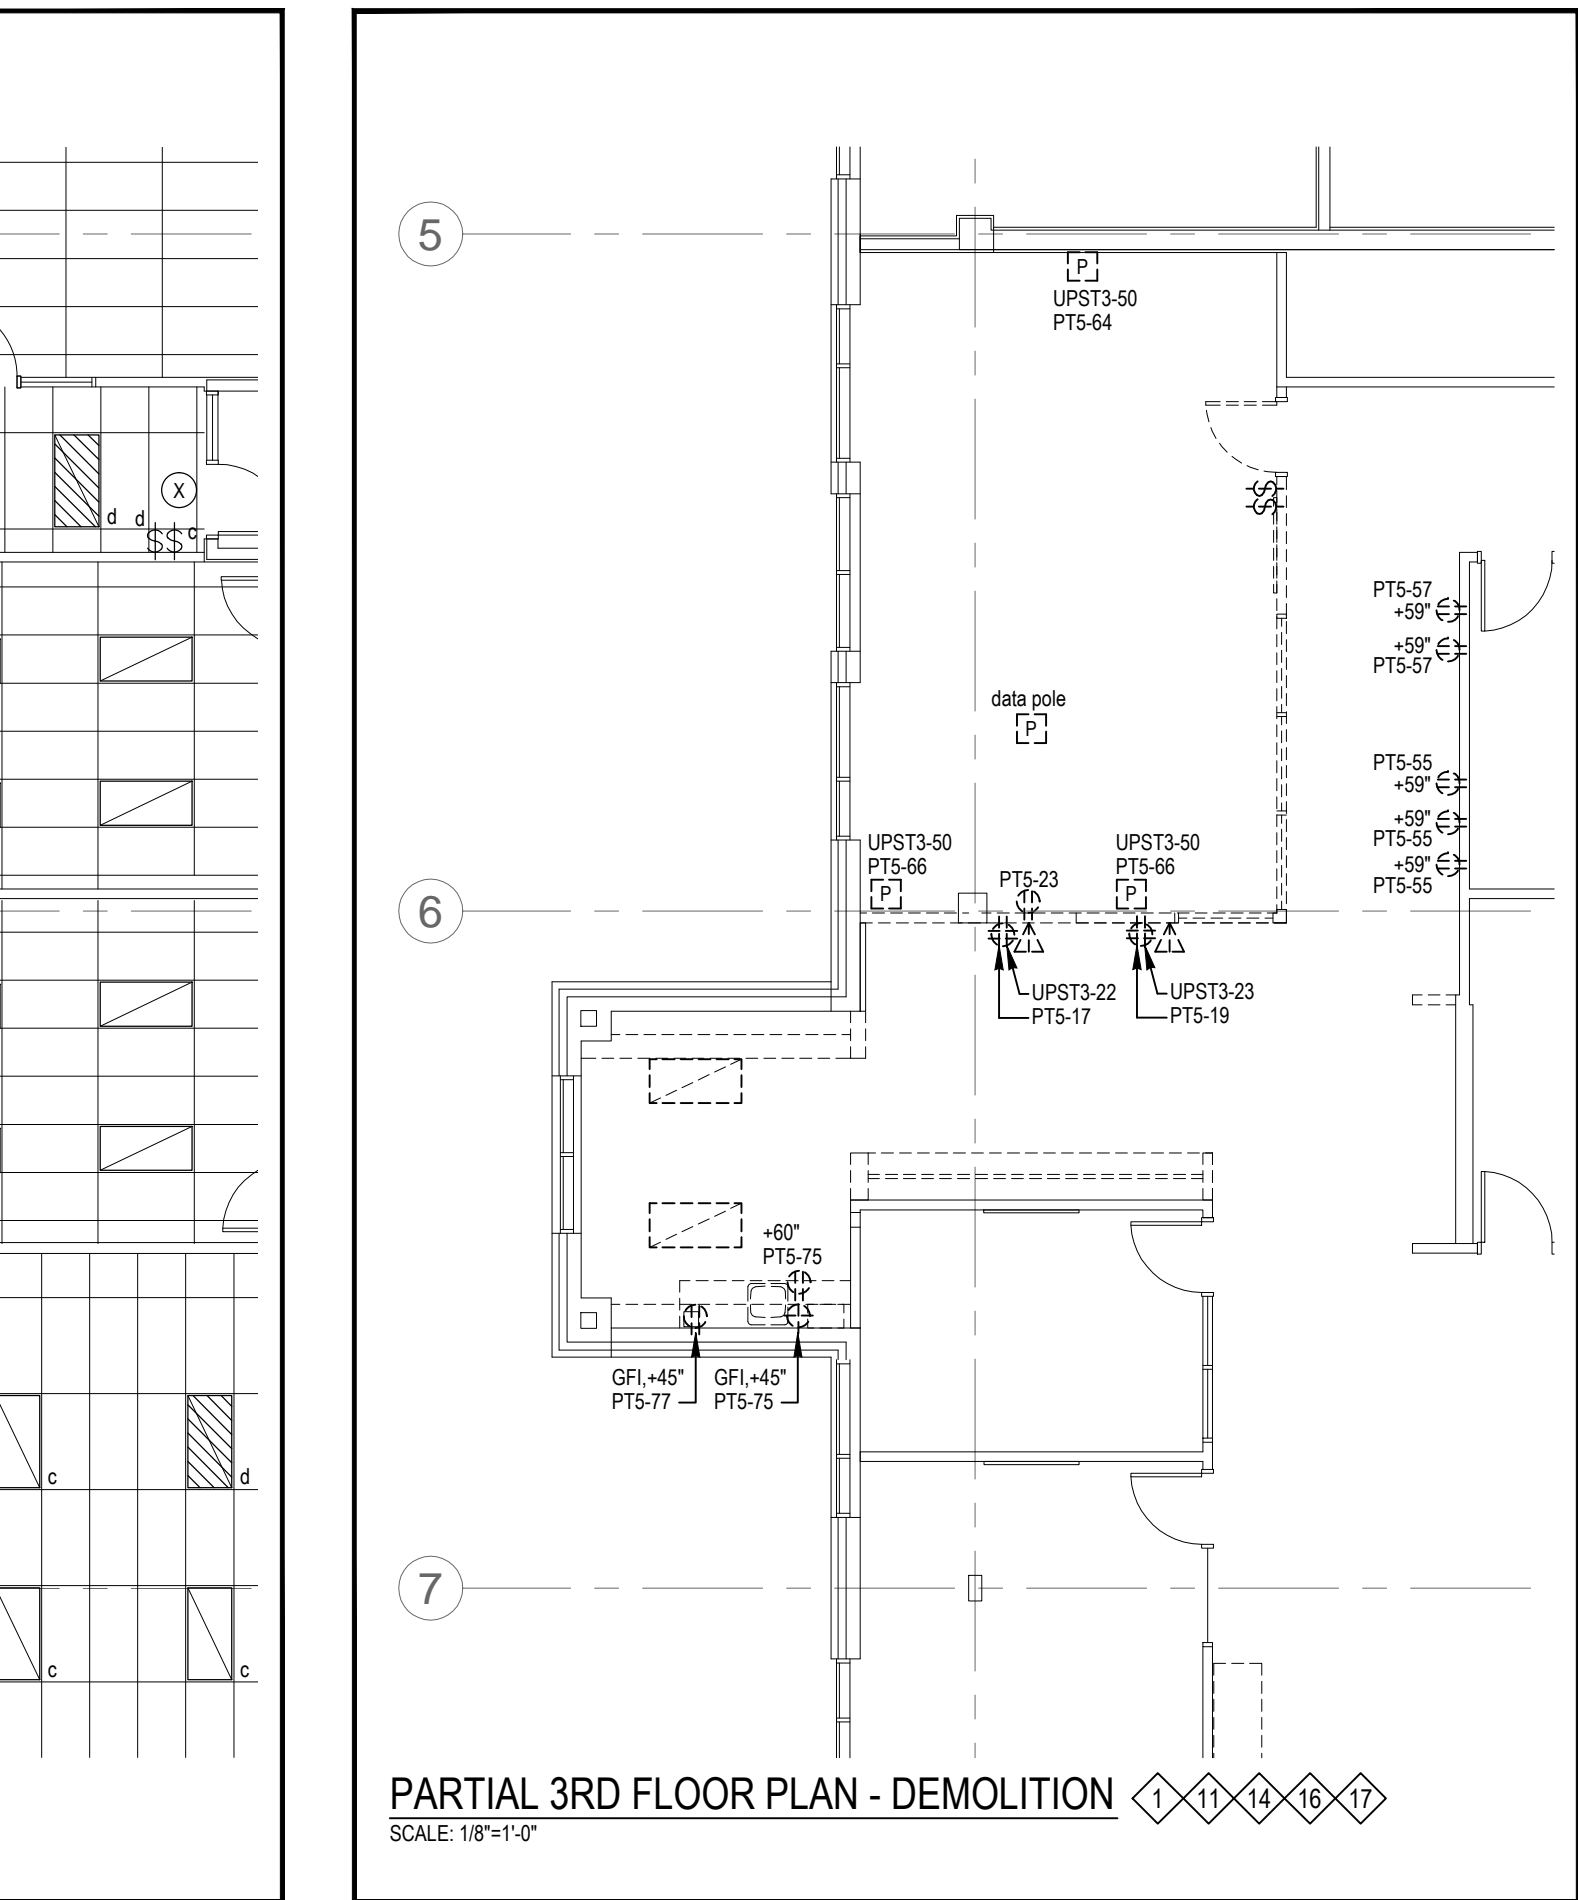 X
d
d
SS
c
c
d
c
c
5
P
UPST3-50
PT5-64
SS
PT5-57
+59"
+59"
PT5-57
data pole
P
PT5-55
+59"
+59"
PT5-55
+59"
PT5-55
UPST3-50
PT5-66
P
PT5-23
UPST3-50
PT5-66
P
6
UPST3-22
PT5-17
UPST3-23
PT5-19
+60"
PT5-75
GFI,+45"
PT5-77
GFI,+45"
PT5-75
7
PARTIAL 3RD FLOOR PLAN - DEMOLITION
1
11
14
16
17
SCALE: 1/8"=1'-0"